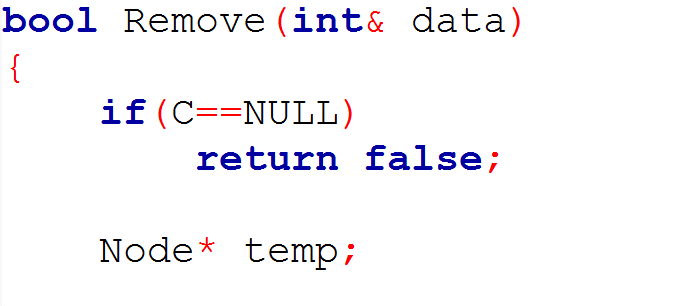 bool Remove(int& data)
{
if(C==NULL)
return false;
Node* temp;